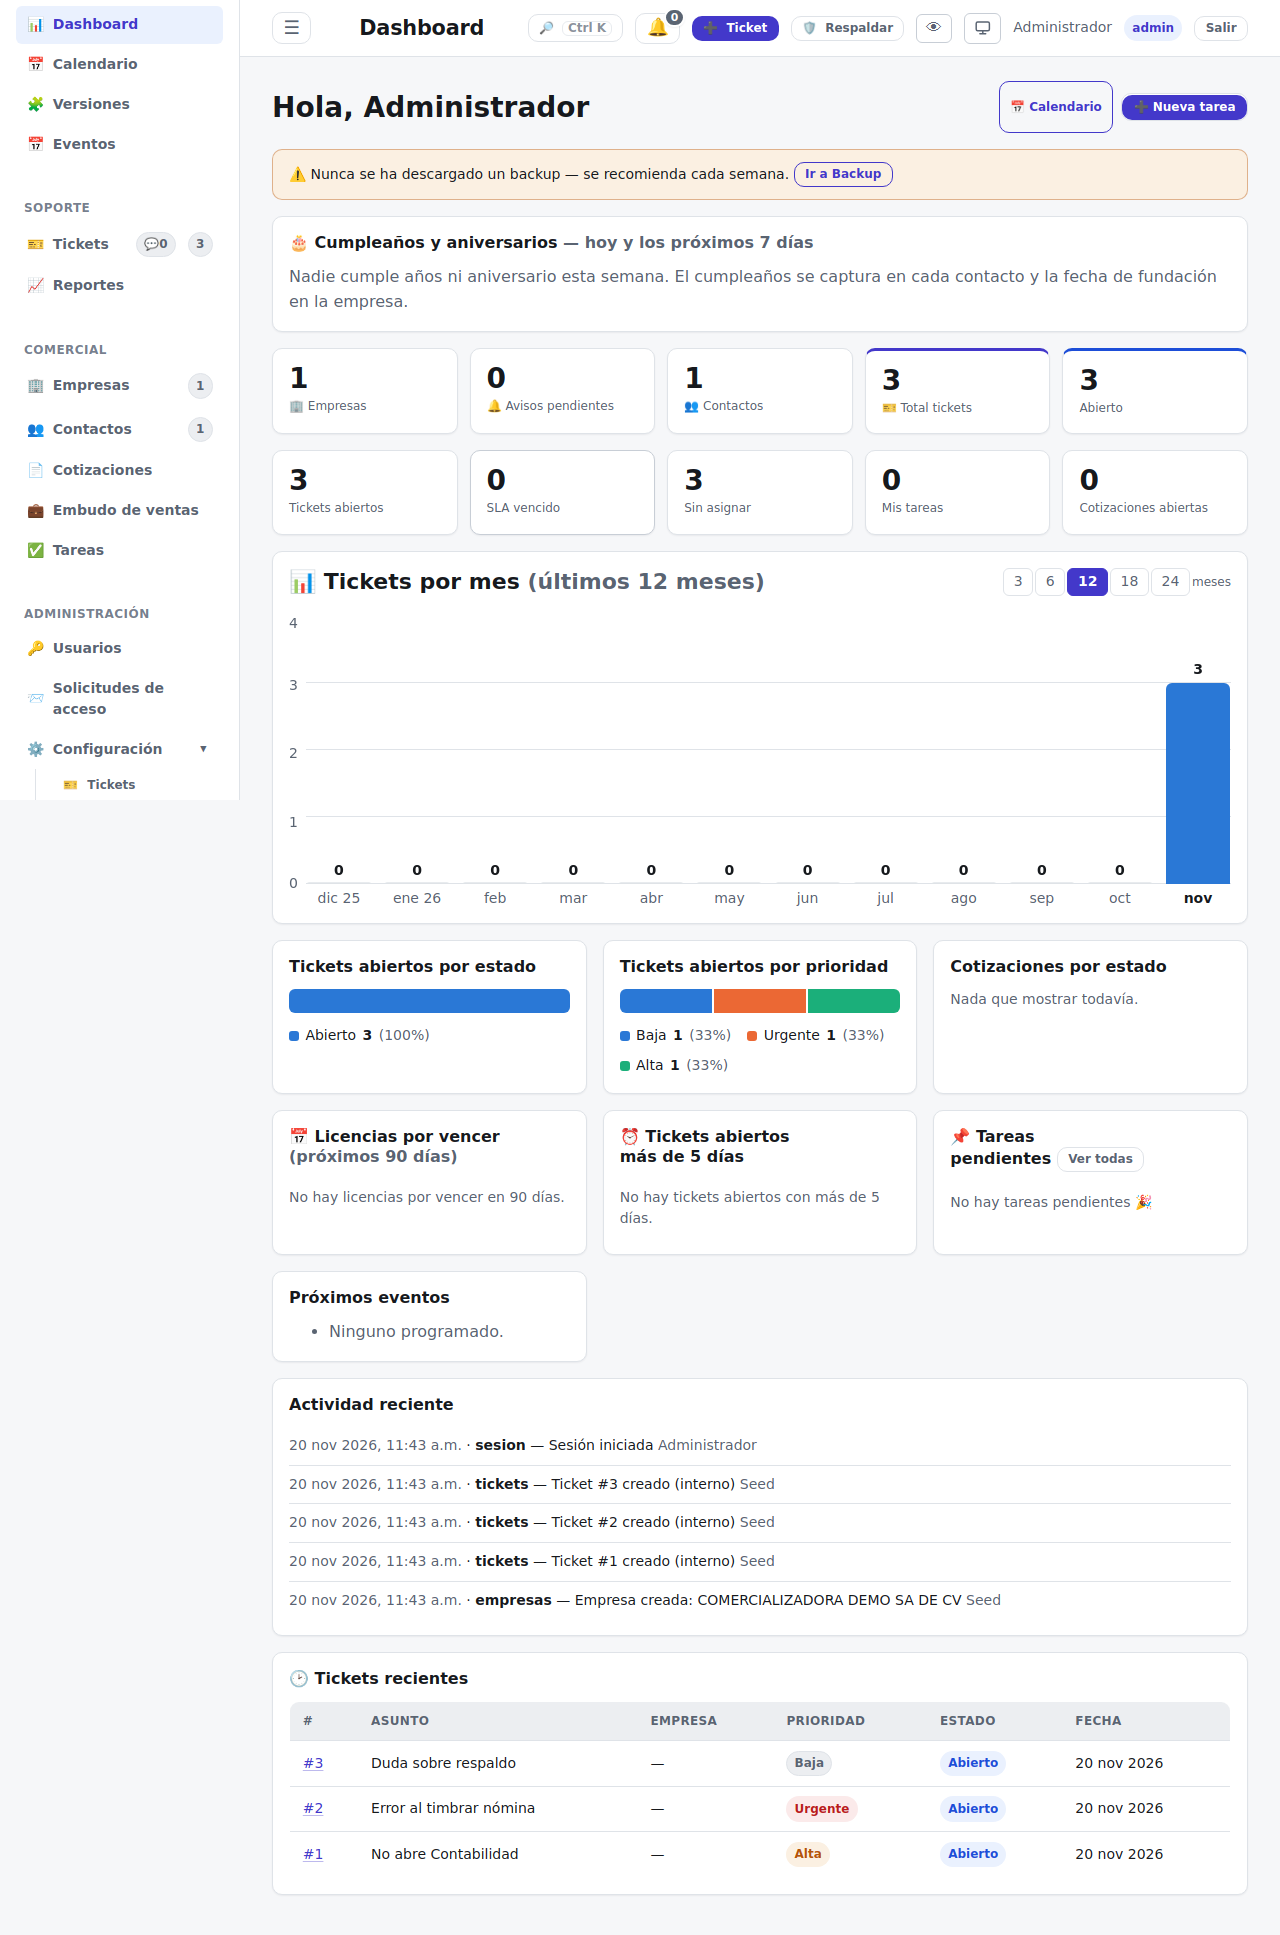 Dashboard
Calendario
Versiones
Eventos
SOPORTE
Tickets 💬0 3
Reportes
COMERCIAL
Empresas 1
Contactos 1
Cotizaciones
Embudo de ventas
Tareas
ADMINISTRACIÓN
Usuarios
Solicitudes de
acceso
Configuración ▾
Tickets
☰ Dashboard Ctrl K 0 ➕ Ticket Respaldar Administrador admin Salir
Hola, Administrador
Calendario ➕ Nueva tarea
⚠️ Nunca se ha descargado un backup — se recomienda cada semana. Ir a Backup
Cumpleaños y aniversarios — hoy y los próximos 7 días
Nadie cumple años ni aniversario esta semana. El cumpleaños se captura en cada contacto y la fecha de fundación
en la empresa.
1
Empresas
0
Avisos pendientes
1
Contactos
3
Total tickets
3
Abierto
3
Tickets abiertos
0
SLA vencido
3
Sin asignar
0
Mis tareas
0
Cotizaciones abiertas
Tickets por mes (últimos 12 meses)
3 6 12 18 24 meses
4
3
2
1
0
0 0 0 0 0 0 0 0 0 0 0 3
dic 25 ene 26 feb mar abr may jun jul ago sep oct nov
Tickets abiertos por estado
Abierto 3 (100%)
Tickets abiertos por prioridad
Baja 1 (33%) Urgente 1 (33%)
Alta 1 (33%)
Cotizaciones por estado
Nada que mostrar todavía.
Licencias por vencer
(próximos 90 días)
No hay licencias por vencer en 90 días.
Tickets abiertos
más de 5 días
No hay tickets abiertos con más de 5
días.
Tareas
pendientes Ver todas
No hay tareas pendientes 🎉
Próximos eventos
• Ninguno programado.
Actividad reciente
20 nov 2026, 11:43 a.m. · sesion — Sesión iniciada Administrador
20 nov 2026, 11:43 a.m. · tickets — Ticket #3 creado (interno) Seed
20 nov 2026, 11:43 a.m. · tickets — Ticket #2 creado (interno) Seed
20 nov 2026, 11:43 a.m. · tickets — Ticket #1 creado (interno) Seed
20 nov 2026, 11:43 a.m. · empresas — Empresa creada: COMERCIALIZADORA DEMO SA DE CV Seed
Tickets recientes
# ASUNTO EMPRESA PRIORIDAD ESTADO FECHA
#3 Duda sobre respaldo — Baja Abierto 20 nov 2026
#2 Error al timbrar nómina — Urgente Abierto 20 nov 2026
#1 No abre Contabilidad — Alta Abierto 20 nov 2026